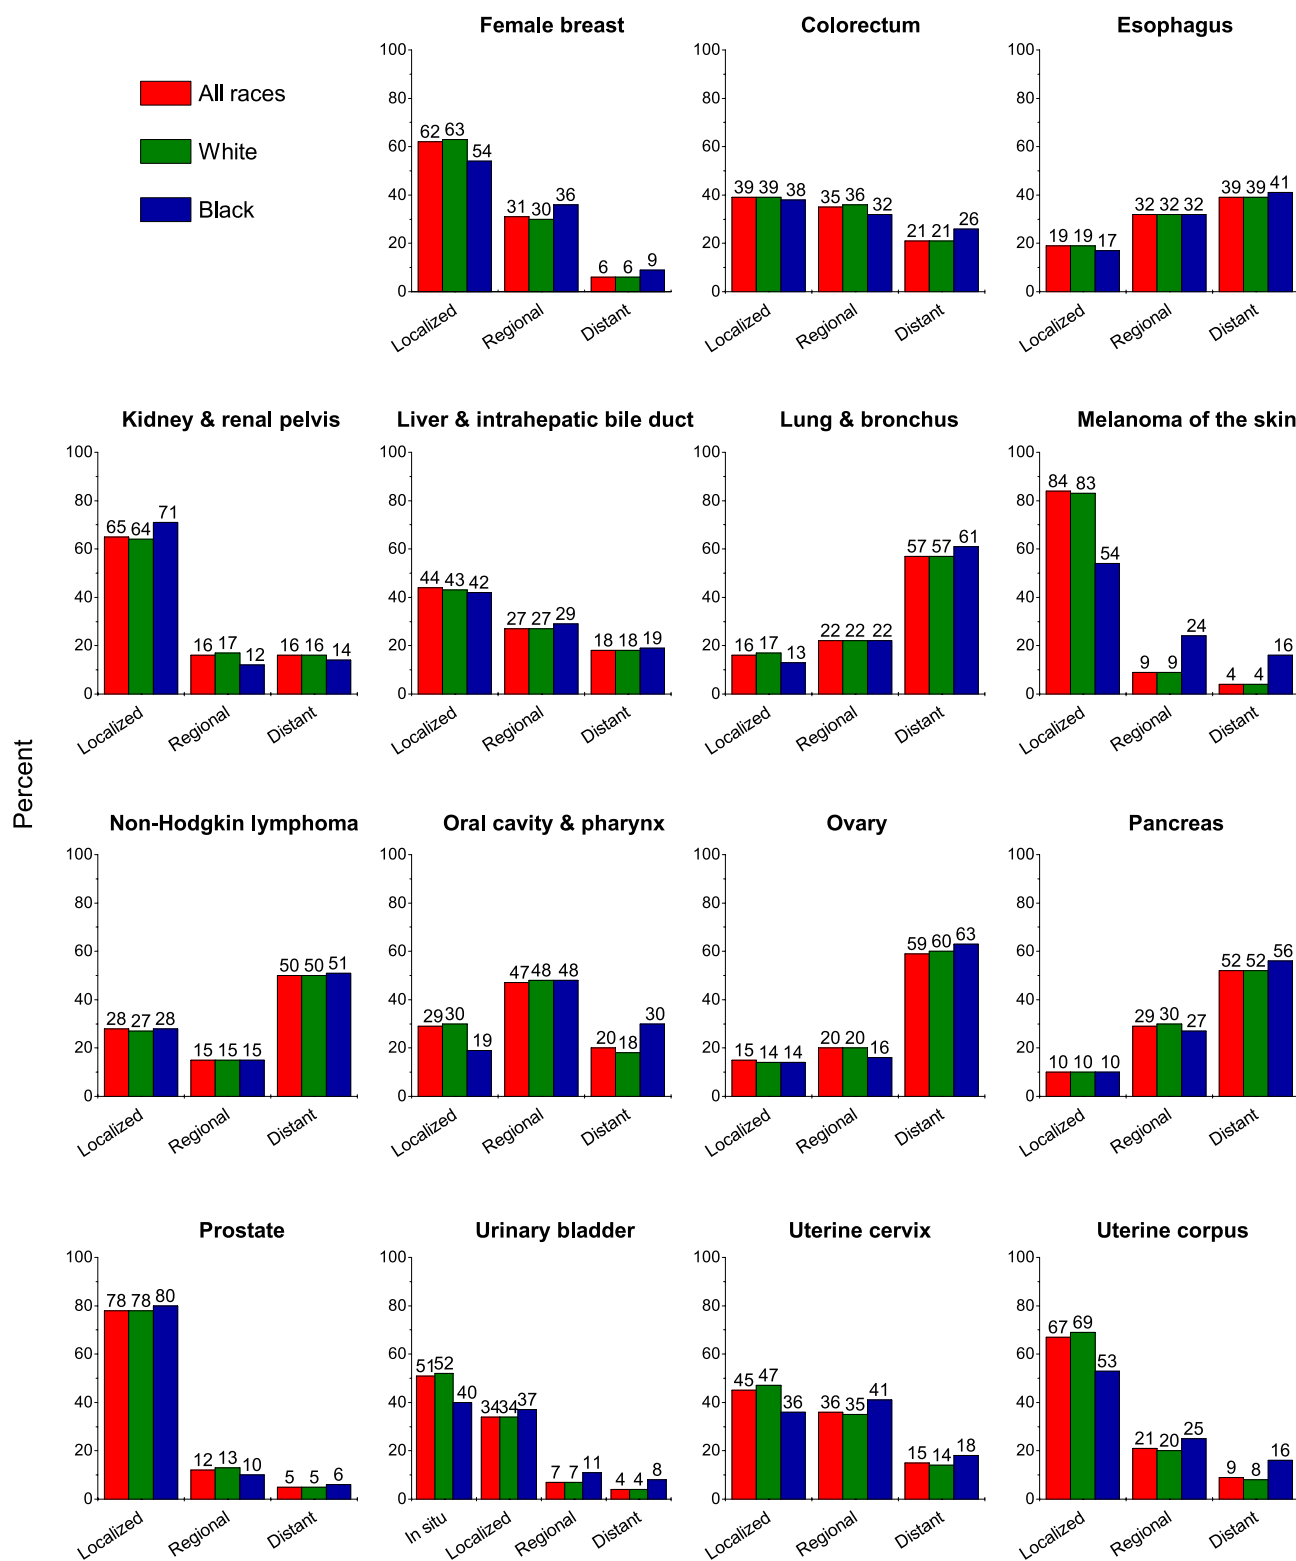 All races
White
Black
Percent
Female breast
100
80
60
40
20
0
62 63 54
31 30 36
6 6 9
Localized Regional Distant
Colorectum
100
80
60
40
20
0
39 39 38
35 36 32
21 21 26
Localized Regional Distant
Esophagus
100
80
60
40
20
0
19 19 17
32 32 32
39 39 41
Localized Regional Distant
Kidney & renal pelvis
100
80
60
40
20
0
65 64 71
16 17 12
16 16 14
Localized Regional Distant
Liver & intrahepatic bile duct
100
80
60
40
20
0
44 43 42
27 27 29
18 18 19
Localized Regional Distant
Lung & bronchus
100
80
60
40
20
0
16 17 13
22 22 22
57 57 61
Localized Regional Distant
Melanoma of the skin
100
80
60
40
20
0
84 83 54
9 9 24
4 4 16
Localized Regional Distant
Non-Hodgkin lymphoma
100
80
60
40
20
0
28 27 28
15 15 15
50 50 51
Localized Regional Distant
Oral cavity & pharynx
100
80
60
40
20
0
29 30 19
47 48 48
20 18 30
Localized Regional Distant
Ovary
100
80
60
40
20
0
15 14 14
20 20 16
59 60 63
Localized Regional Distant
Pancreas
100
80
60
40
20
0
10 10 10
29 30 27
52 52 56
Localized Regional Distant
Prostate
100
80
60
40
20
0
78 78 80
12 13 10
5 5 6
Localized Regional Distant
Urinary bladder
100
80
60
40
20
0
51 52 40
34 34 37
7 7 11
4 4 8
In situ Localized Regional Distant
Uterine cervix
100
80
60
40
20
0
45 47 36
36 35 41
15 14 18
Localized Regional Distant
Uterine corpus
100
80
60
40
20
0
67 69 53
21 20 25
9 8 16
Localized Regional Distant